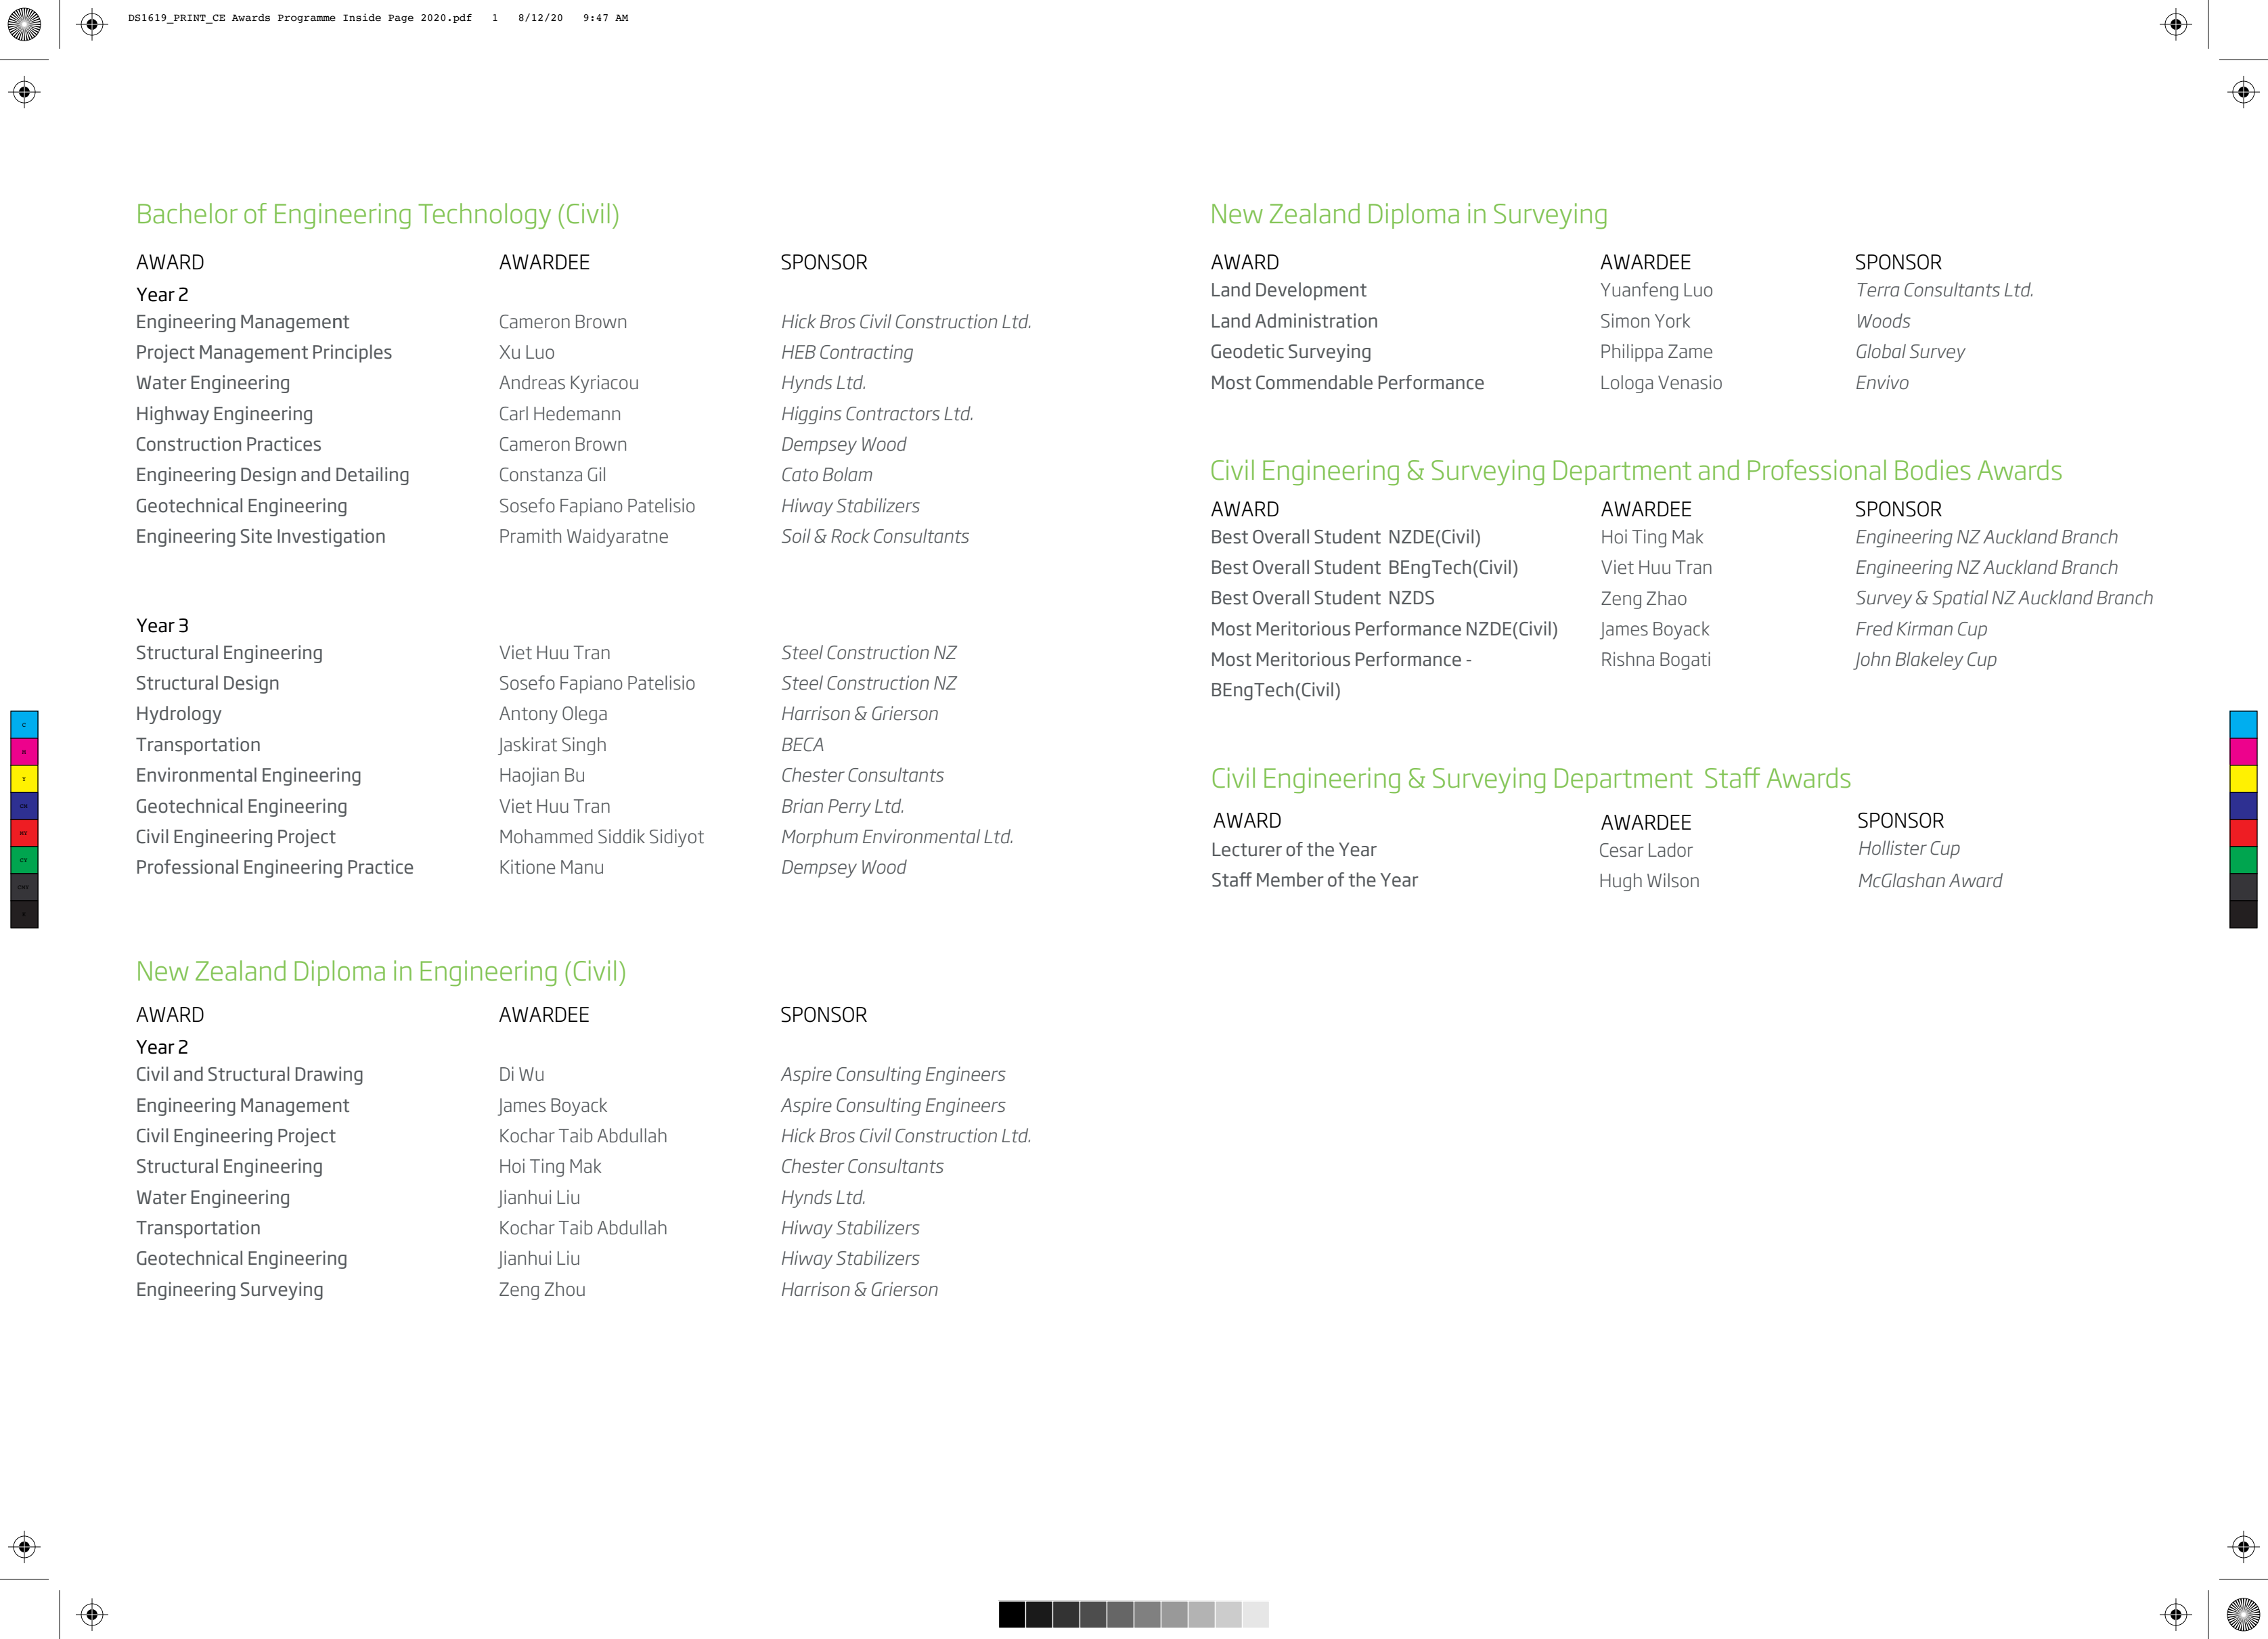 DS1619_PRINT_CE Awards Programme Inside Page 2020.pdf 1 8/12/20 9:47 AM
Bachelor of Engineering Technology (Civil)
AWARD AWARDEE SPONSOR
Year 2
Engineering Management Cameron Brown Hick Bros Civil Construction Ltd.
Project Management Principles Xu Luo HEB Contracting
Water Engineering Andreas Kyriacou Hynds Ltd.
Highway Engineering Carl Hedemann Higgins Contractors Ltd.
Construction Practices Cameron Brown Dempsey Wood
Engineering Design and Detailing Constanza Gil Cato Bolam
Geotechnical Engineering Sosefo Fapiano Patelisio Hiway Stabilizers
Engineering Site Investigation Pramith Waidyaratne Soil & Rock Consultants
Year 3
Structural Engineering Viet Huu Tran Steel Construction NZ
Structural Design Sosefo Fapiano Patelisio Steel Construction NZ
Hydrology Antony Olega Harrison & Grierson
Transportation Jaskirat Singh BECA
Environmental Engineering Haojian Bu Chester Consultants
Geotechnical Engineering Viet Huu Tran Brian Perry Ltd.
Civil Engineering Project Mohammed Siddik Sidiyot Morphum Environmental Ltd.
Professional Engineering Practice Kitione Manu Dempsey Wood
New Zealand Diploma in Engineering (Civil)
AWARD AWARDEE SPONSOR
Year 2
Civil and Structural Drawing Di Wu Aspire Consulting Engineers
Engineering Management James Boyack Aspire Consulting Engineers
Civil Engineering Project Kochar Taib Abdullah Hick Bros Civil Construction Ltd.
Structural Engineering Hoi Ting Mak Chester Consultants
Water Engineering Jianhui Liu Hynds Ltd.
Transportation Kochar Taib Abdullah Hiway Stabilizers
Geotechnical Engineering Jianhui Liu Hiway Stabilizers
Engineering Surveying Zeng Zhou Harrison & Grierson
New Zealand Diploma in Surveying
AWARD AWARDEE SPONSOR
Land Development Yuanfeng Luo Terra Consultants Ltd.
Land Administration Simon York Woods
Geodetic Surveying Philippa Zame Global Survey
Most Commendable Performance Lologa Venasio Envivo
Civil Engineering & Surveying Department and Professional Bodies Awards
AWARD AWARDEE SPONSOR
Best Overall Student NZDE(Civil) Hoi Ting Mak Engineering NZ Auckland Branch
Best Overall Student BEngTech(Civil) Viet Huu Tran Engineering NZ Auckland Branch
Best Overall Student NZDS Zeng Zhao Survey & Spatial NZ Auckland Branch
Most Meritorious Performance NZDE(Civil) James Boyack Fred Kirman Cup
Most Meritorious Performance - Rishna Bogati John Blakeley Cup
BEngTech(Civil)
Civil Engineering & Surveying Department Staff Awards
AWARD AWARDEE SPONSOR
Lecturer of the Year Cesar Lador Hollister Cup
Staff Member of the Year Hugh Wilson McGlashan Award
C
M
Y
CM
MY
CY
CMY
K